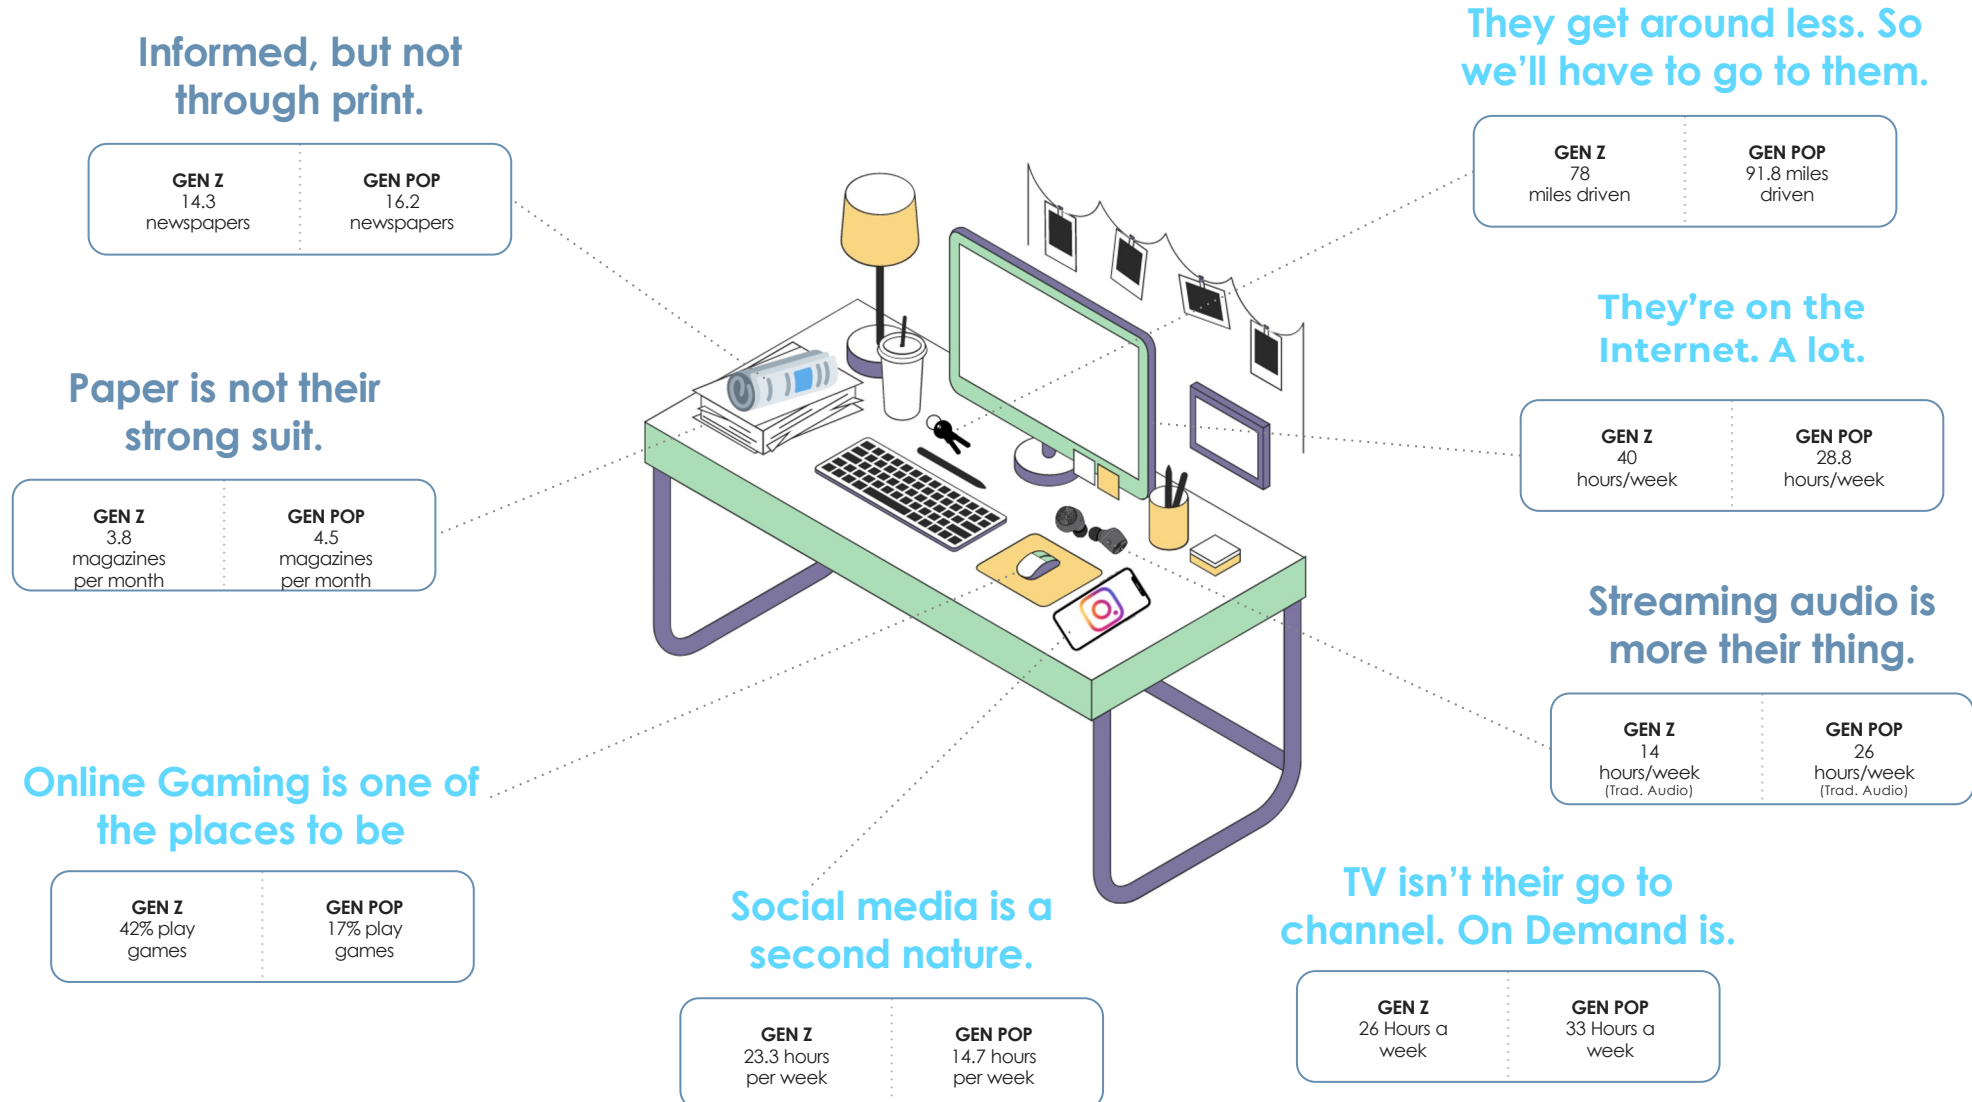 Informed, but not
through print.
GEN Z
14.3
newspapers
GEN POP
16.2
newspapers
They get around less. So
we'll have to go to them.
GEN Z
78
miles driven
GEN POP
91.8 miles
driven
Paper is not their
strong suit.
GEN Z
3.8
magazines
per month
GEN POP
4.5
magazines
per month
They're on the
Internet. A lot.
GEN Z
40
hours/week
GEN POP
28.8
hours/week
Streaming audio is
more their thing.
GEN Z
14
hours/week
(Trad. Audio)
GEN POP
26
hours/week
(Trad. Audio)
Online Gaming is one of
the places to be
GEN Z
42% play
games
GEN POP
17% play
games
Social media is a
second nature.
GEN Z
23.3 hours
per week
GEN POP
14.7 hours
per week
TV isn't their go to
channel. On Demand is.
GEN Z
26 Hours a
week
GEN POP
33 Hours a
week